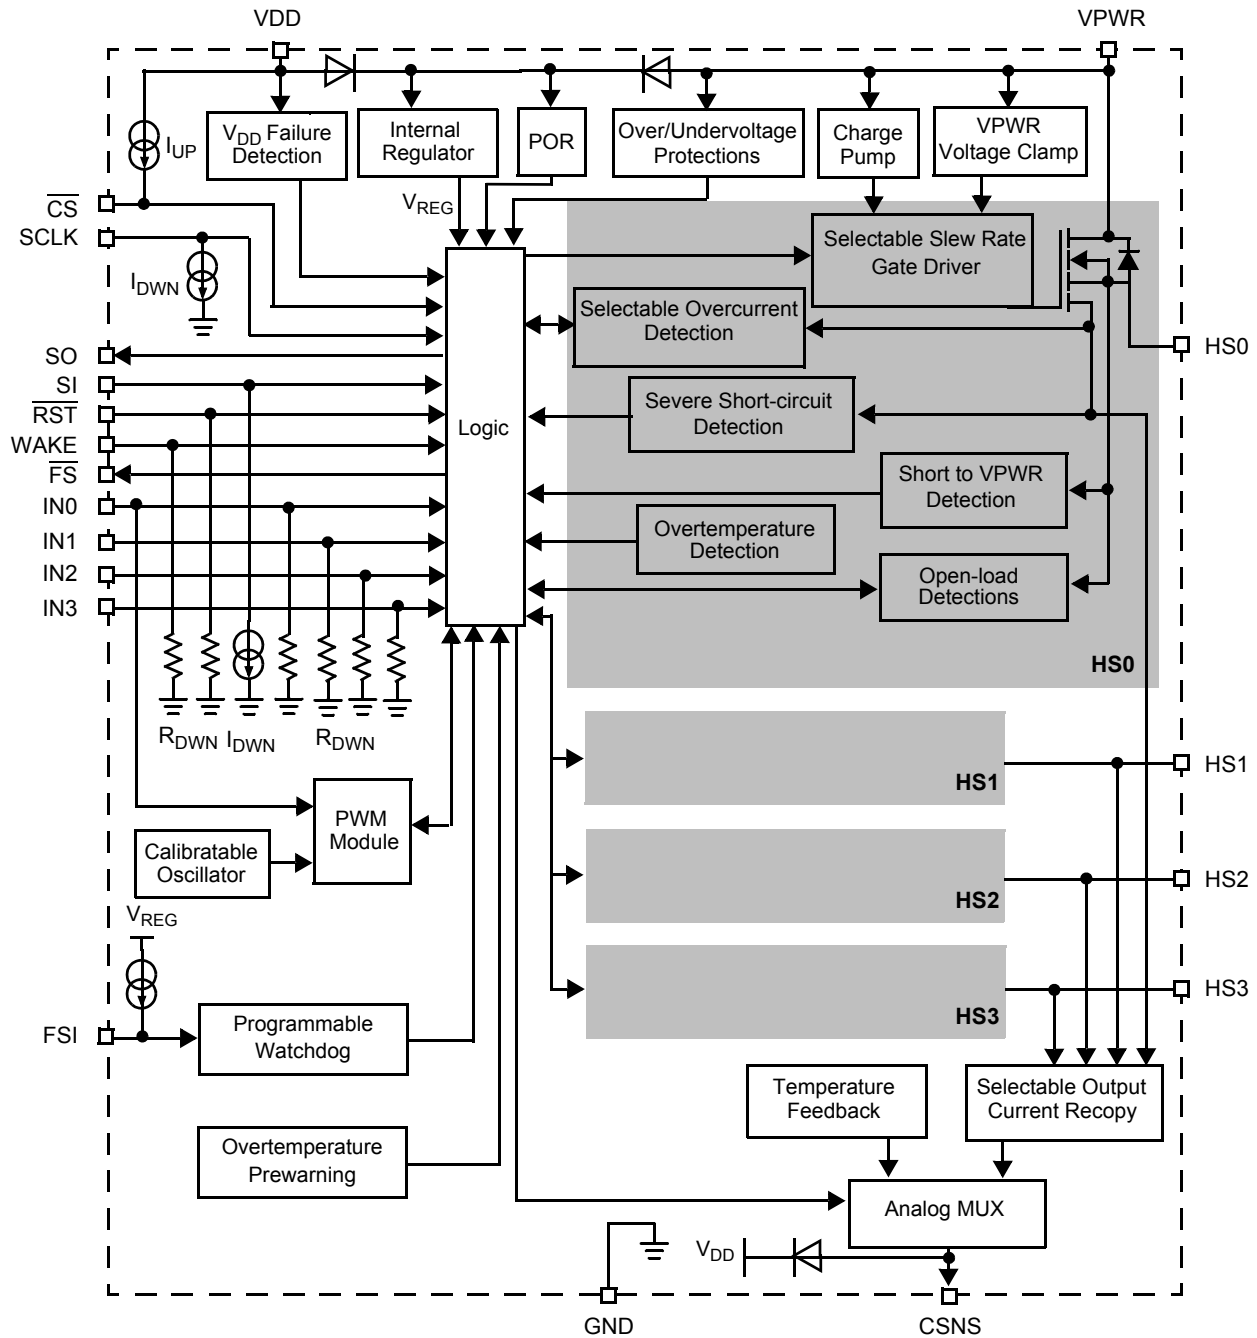 VDD
VPWR
VDD Failure
Detection
Internal
Regulator
POR
Over/Undervoltage
Protections
Charge
Pump
VPWR
Voltage Clamp
IUP
VREG
CS
SCLK
IDWN
SO
SI
RST
WAKE
FS
IN0
IN1
IN2
IN3
Logic
Selectable Slew Rate
Gate Driver
Selectable Overcurrent
Detection
Severe Short-circuit
Detection
Short to VPWR
Detection
Overtemperature
Detection
Open-load
Detections
HS0
HS0
RDWN
IDWN
RDWN
HS1
HS1
HS2
HS2
HS3
HS3
PWM
Module
Calibratable
Oscillator
VREG
FSI
Programmable
Watchdog
Overtemperature
Prewarning
Temperature
Feedback
Selectable Output
Current Recopy
Analog MUX
VDD
GND
CSNS